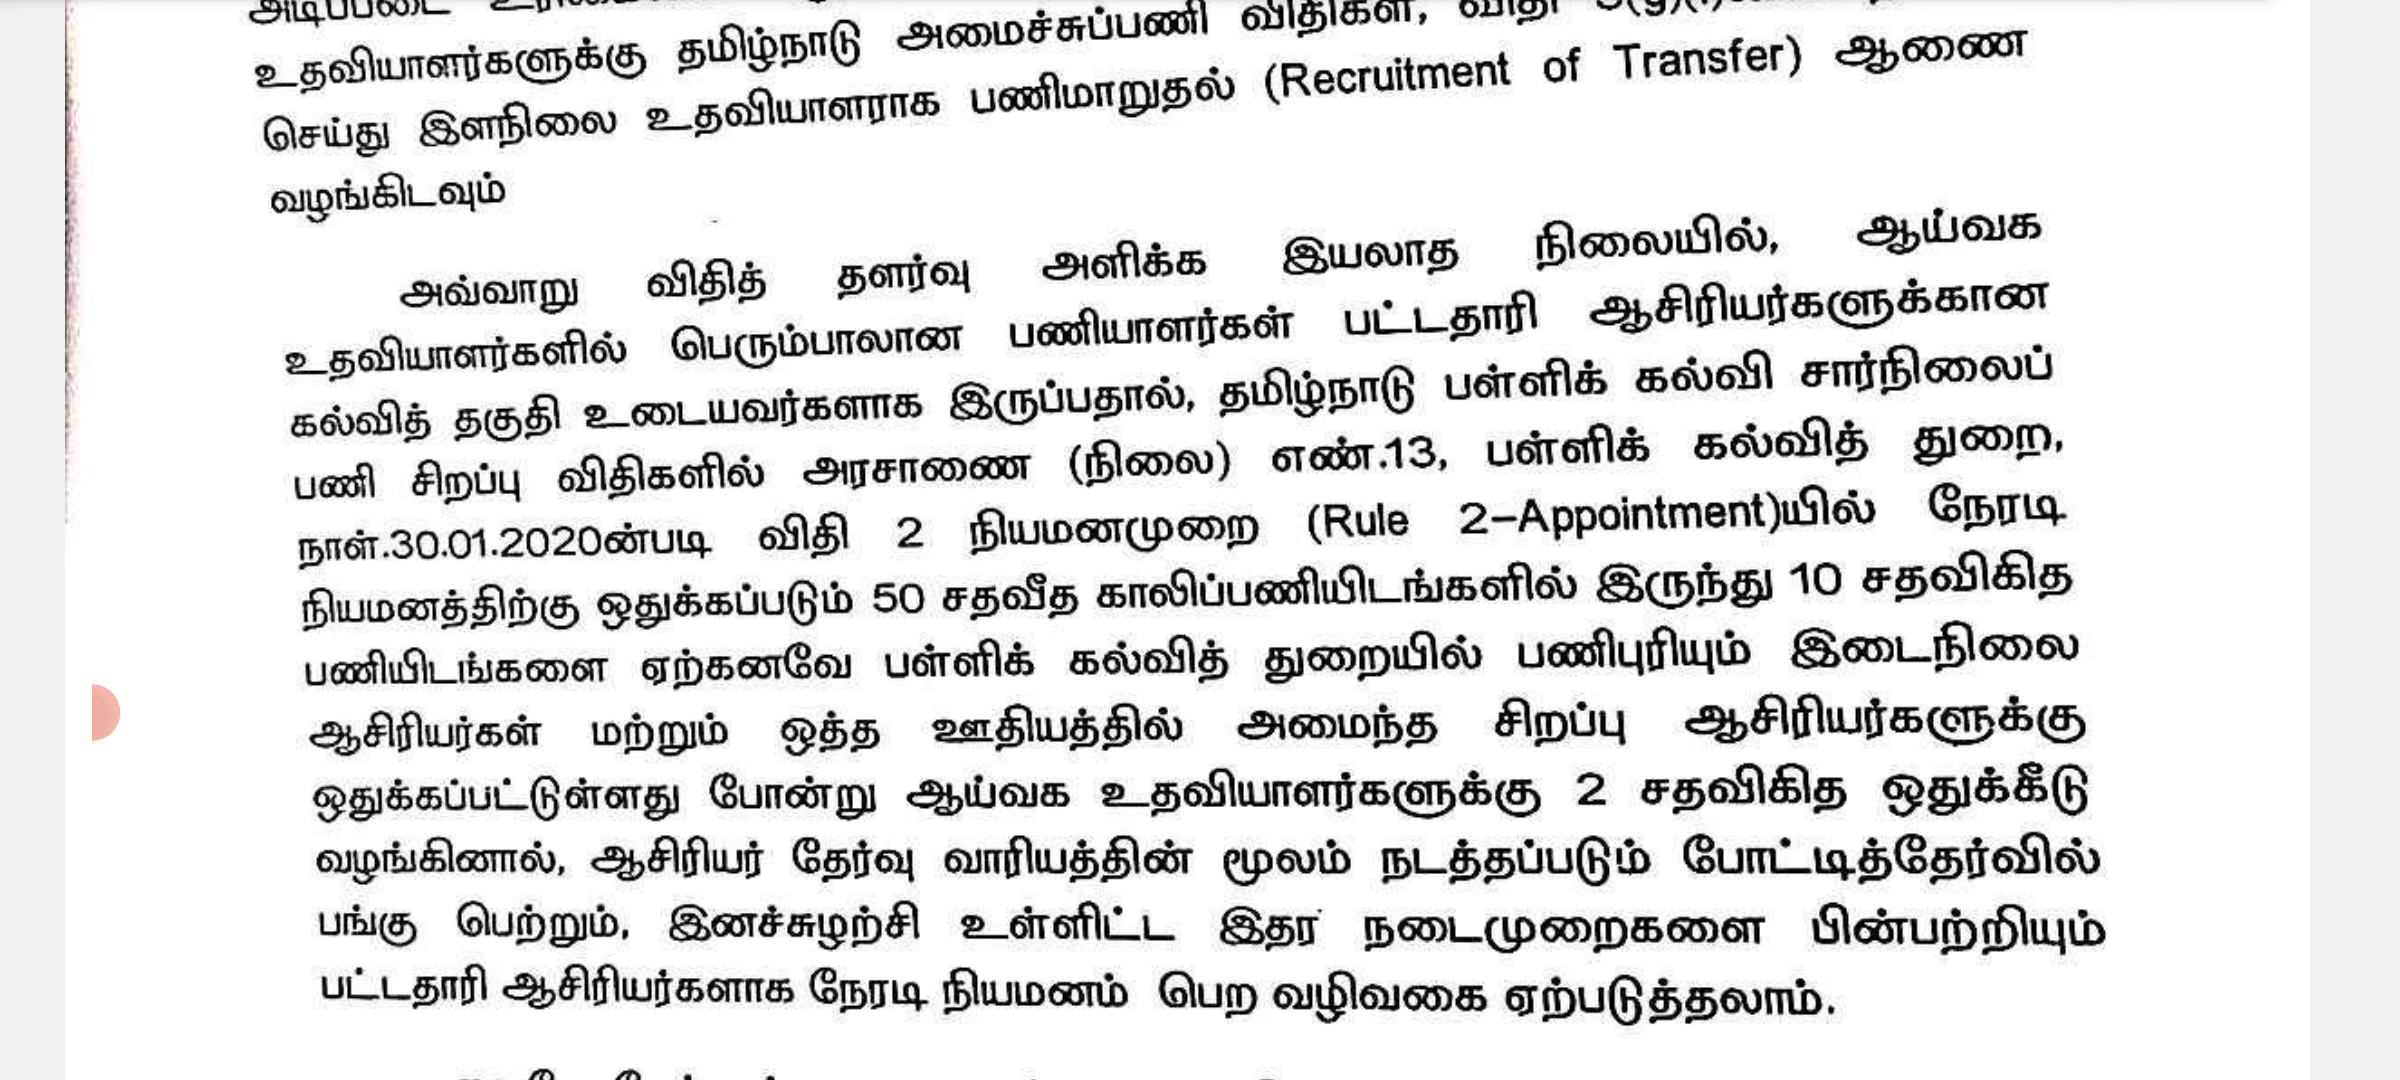 உதவியாளர்களுக்கு தமிழ்நாடு அமைச்சுப்பணி விதிகள், விதி
செய்து இளநிலை உதவியாளராக பணிமாறுதல் (Recruitment of Transfer) ஆணை
வழங்கிடவும்
அவ்வாறு விதித் தளர்வு அளிக்க இயலாத நிலையில், ஆய்வக
உதவியாளர்களில் பெரும்பாலான பணியாளர்கள் பட்டதாரி ஆசிரியர்களுக்கான
கல்வித் தகுதி உடையவர்களாக இருப்பதால், தமிழ்நாடு பள்ளிக் கல்வி சார்நிலைப்
பணி சிறப்பு விதிகளில் அரசாணை (நிலை) எண்.13, பள்ளிக் கல்வித் துறை,
நாள்.30.01.2020ன்படி விதி 2 நியமனமுறை (Rule 2–Appointment)யில் நேரடி
நியமனத்திற்கு ஒதுக்கப்படும் 50 சதவீத காலிப்பணியிடங்களில் இருந்து 10 சதவிகித
பணியிடங்களை ஏற்கனவே பள்ளிக் கல்வித் துறையில் பணிபுரியும் இடைநிலை
ஆசிரியர்கள் மற்றும் ஒத்த ஊதியத்தில் அமைந்த சிறப்பு ஆசிரியர்களுக்கு
ஒதுக்கப்பட்டுள்ளது போன்று ஆய்வக உதவியாளர்களுக்கு 2 சதவிகித ஒதுக்கீடு
வழங்கினால், ஆசிரியர் தேர்வு வாரியத்தின் மூலம் நடத்தப்படும் போட்டித்தேர்வில்
பங்கு பெற்றும், இனச்சுழற்சி உள்ளிட்ட இதர நடைமுறைகளை பின்பற்றியும்
பட்டதாரி ஆசிரியர்களாக நேரடி நியமனம் பெற வழிவகை ஏற்படுத்தலாம்.